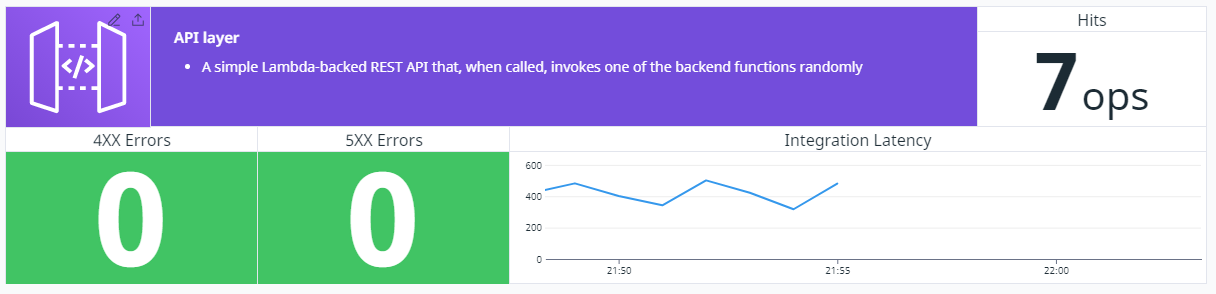 </>
API layer
• A simple Lambda-backed REST API that, when called, invokes one of the backend functions randomly
Hits
7 ops
4XX Errors
0
5XX Errors
0
Integration Latency
600
400
200
0
21:50 21:55 22:00